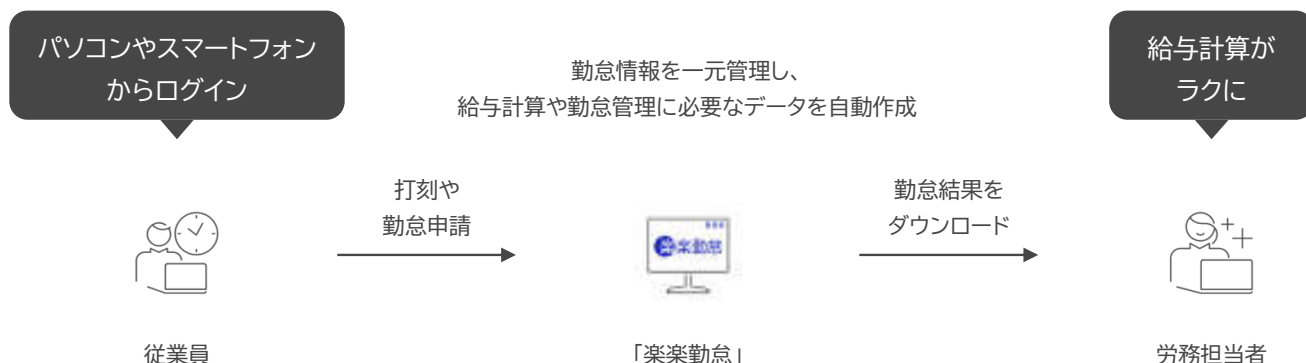 パソコンやスマートフォン
からログイン
勤怠情報を一元管理し、
給与計算や勤怠管理に必要なデータを自動作成
給与計算が
ラクに
打刻や
勤怠申請
勤怠結果を
ダウンロード
楽楽勤怠
従業員
「楽楽勤怠」
労務担当者